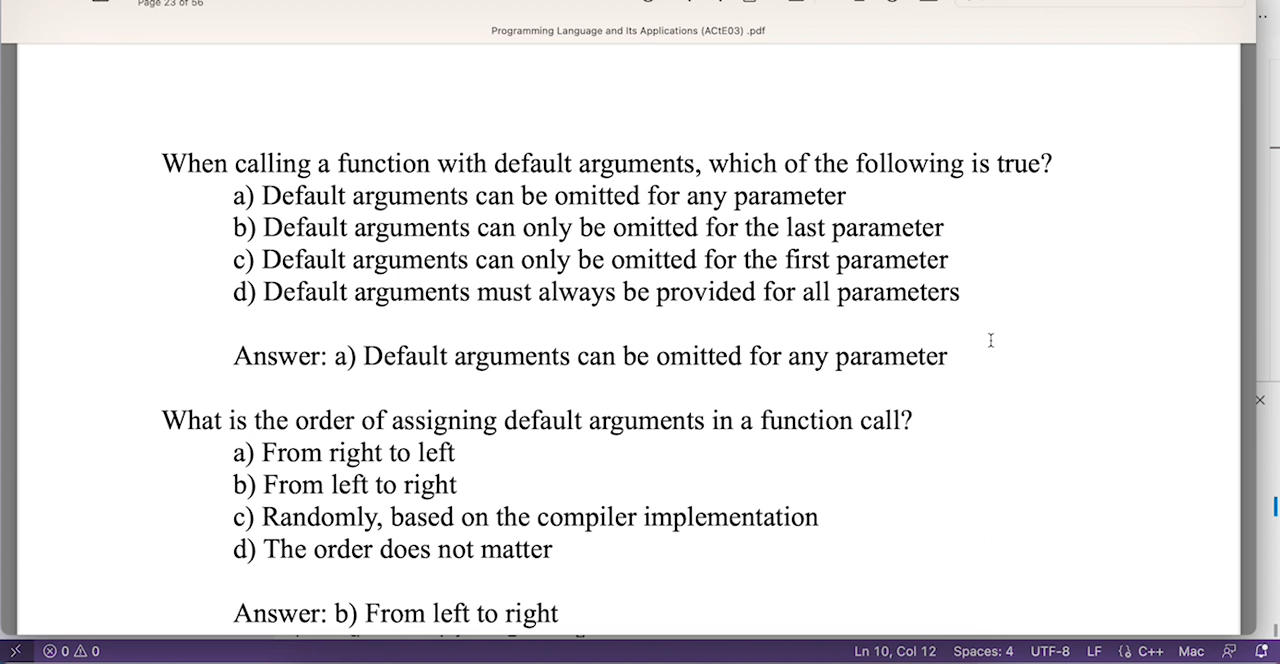 Page 23 of 56
Programming Language and Its Applications (ACtE03) .pdf
When calling a function with default arguments, which of the following is true?
a) Default arguments can be omitted for any parameter
b) Default arguments can only be omitted for the last parameter
c) Default arguments can only be omitted for the first parameter
d) Default arguments must always be provided for all parameters
Answer: a) Default arguments can be omitted for any parameter
What is the order of assigning default arguments in a function call?
a) From right to left
b) From left to right
c) Randomly, based on the compiler implementation
d) The order does not matter
Answer: b) From left to right
0 0 Ln 10, Col 12 Spaces: 4 UTF-8 LF C++ Mac